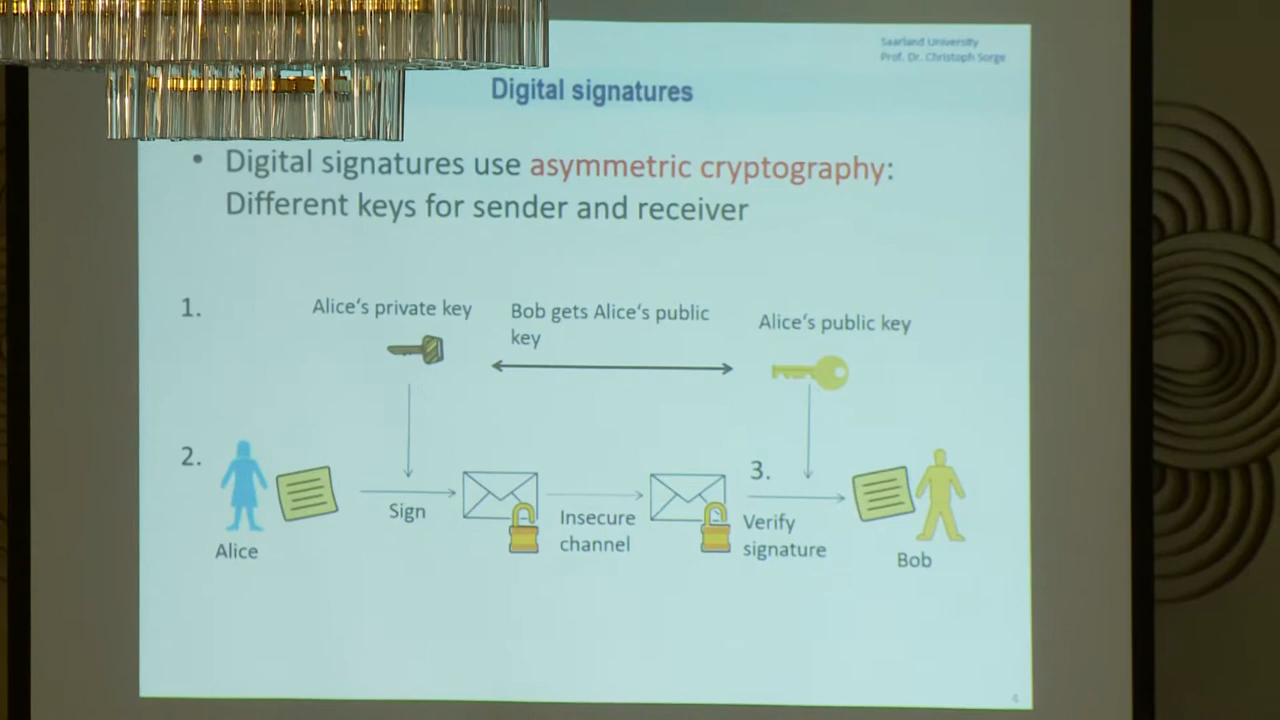 Saarland University
Prof. Dr. Christoph Sorge
Digital signatures
• Digital signatures use asymmetric cryptography:
Different keys for sender and receiver
1.
Alice's private key
Bob gets Alice's public
key
Alice's public key
2.
3.
Sign
Insecure
channel
Verify
signature
Alice
Bob
4